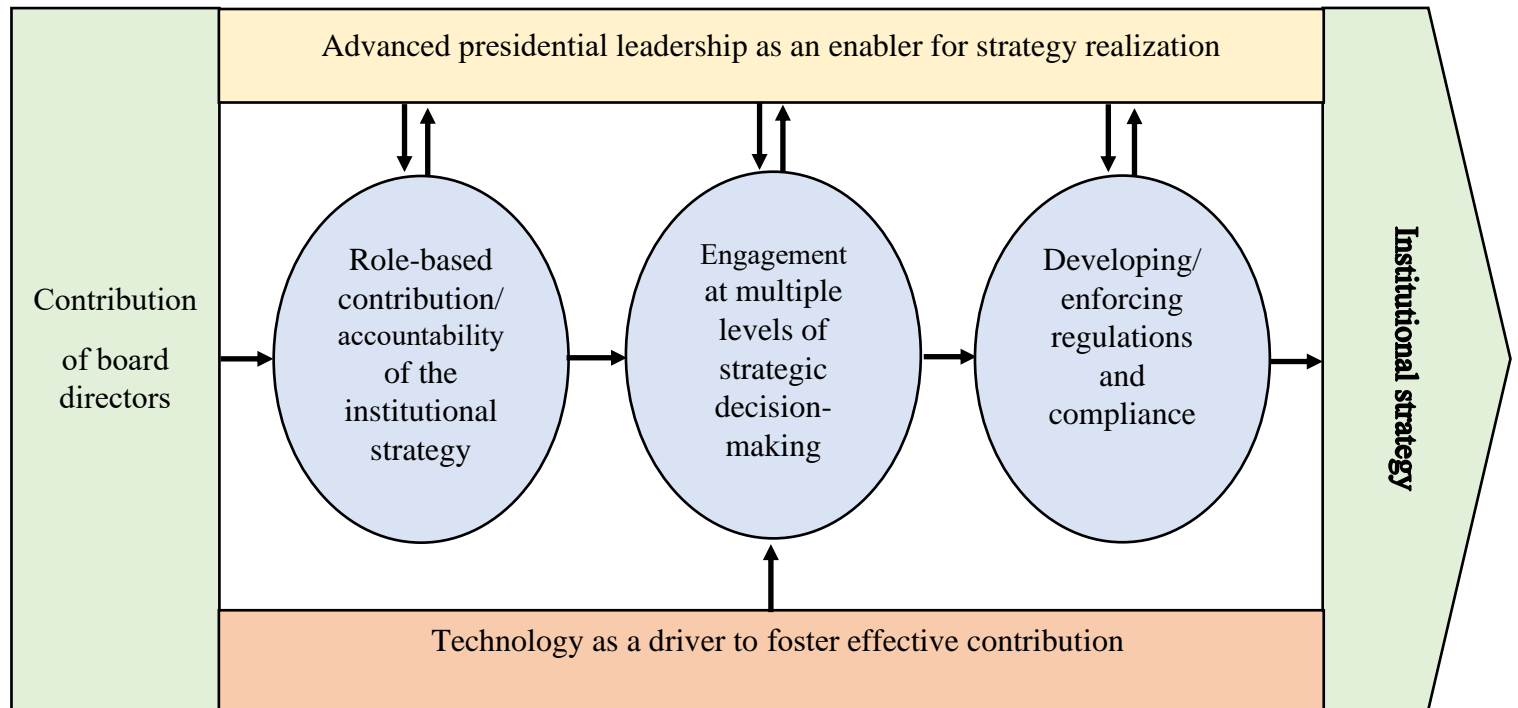 Advanced presidential leadership as an enabler for strategy realization
Contribution
of board
directors
Role-based
contribution/
accountability
of the
institutional
strategy
Engagement
at multiple
levels of
strategic
decision-
making
Developing/
enforcing
regulations
and
compliance
Institutional strategy
Technology as a driver to foster effective contribution